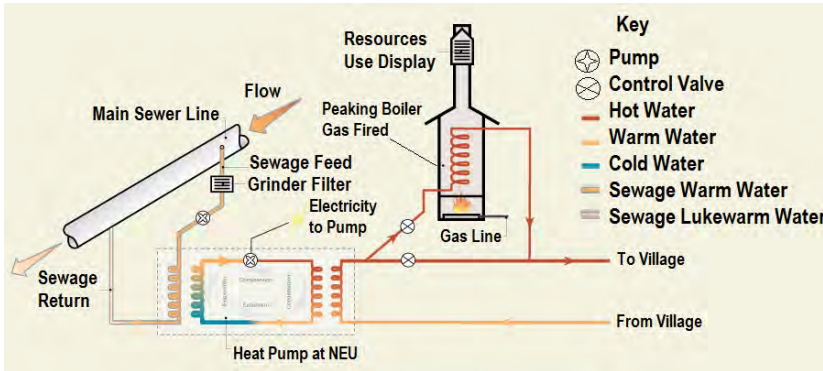 Resources
Use Display
Key
Pump
Control Valve
Hot Water
Warm Water
Cold Water
Sewage Warm Water
Sewage Lukewarm Water
Flow
Main Sewer Line
Peaking Boiler
Gas Fired
Sewage Feed
Grinder Filter
Electricity
to Pump
Gas Line
To Village
Sewage
Return
From Village
Heat Pump at NEU